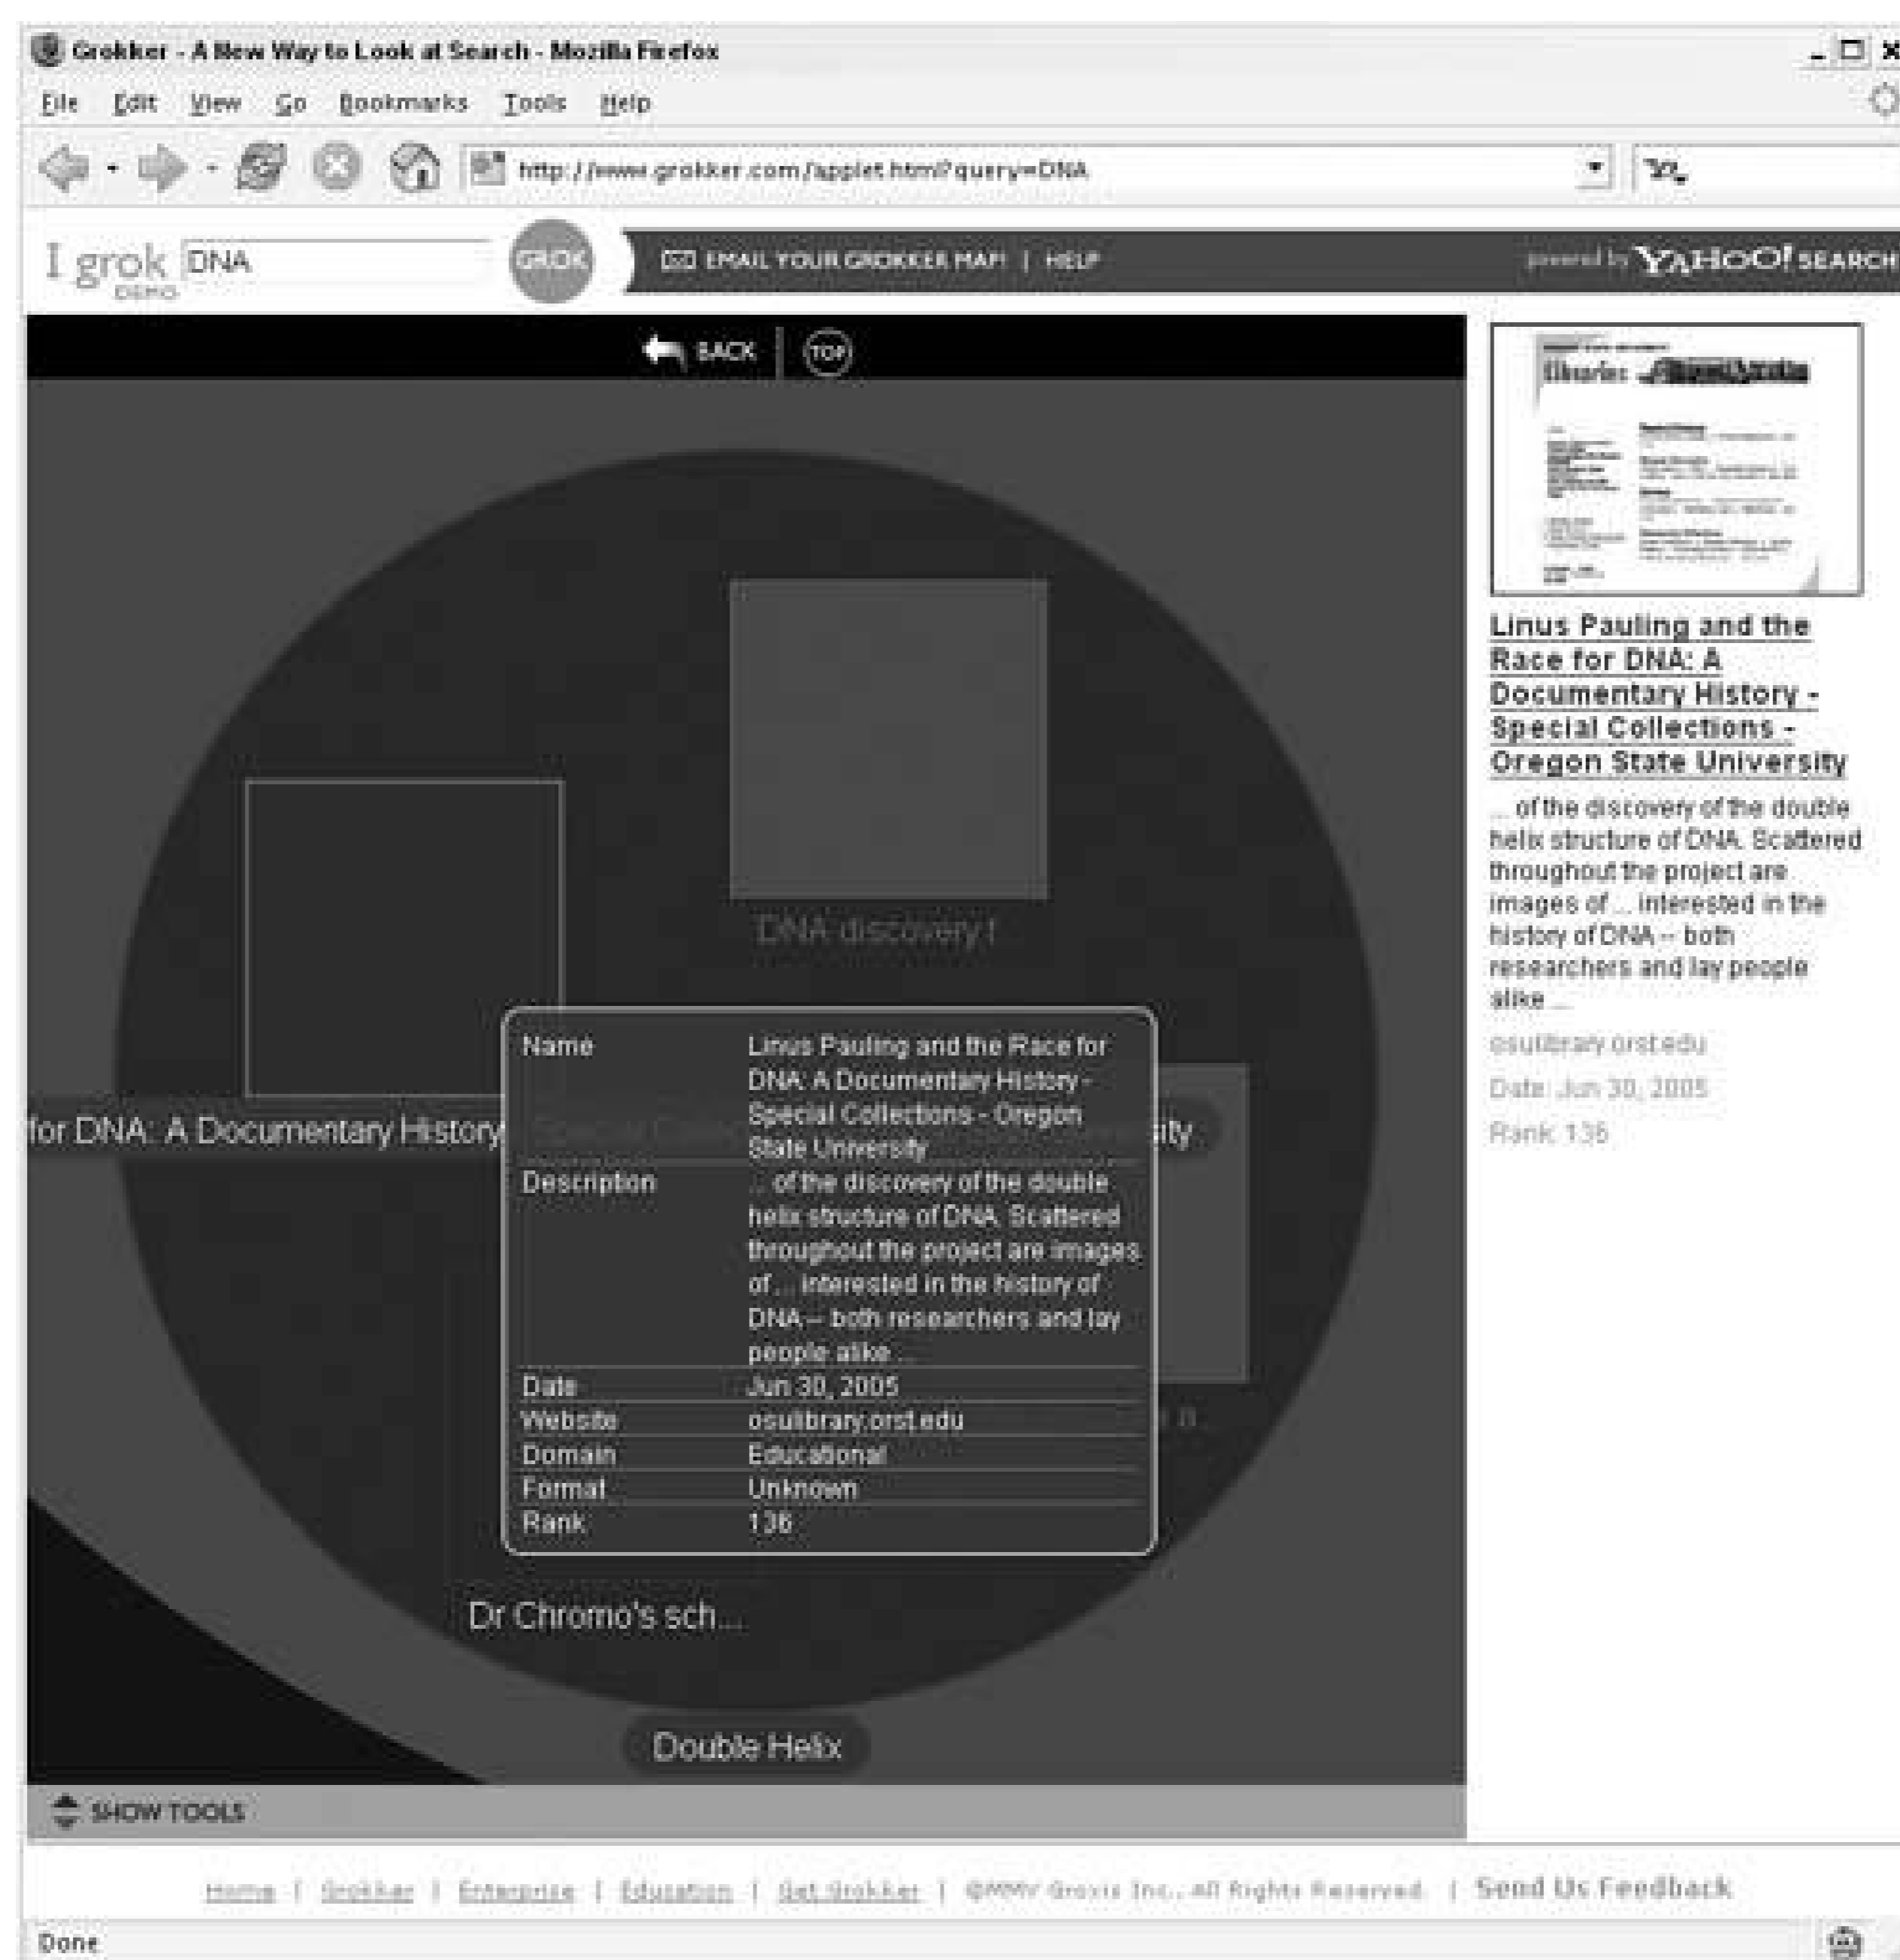 Grokker - A New Way to Look at Search - Mozilla Firefox
File Edit View Go Bookmarks Tools Help
http://www.grokker.com/applet.html?query=DNA
I grok DNA GROK
DEMO
EMAIL YOUR GROKKER MAP! | HELP
powered by YAHOO! SEARCH
BACK | TOP
DNA discovery f
for DNA: A Documentary History
sity
Name Linus Pauling and the Race for
DNA: A Documentary History -
Special Collections - Oregon
State University
Description ... of the discovery of the double
helix structure of DNA. Scattered
throughout the project are images
of ... interested in the history of
DNA -- both researchers and lay
people alike ...
Date Jun 30, 2005
Website osulibrary.orst.edu
Domain Educational
Format Unknown
Rank 136
Dr Chromo's sch...
Double Helix
SHOW TOOLS
Linus Pauling and the
Race for DNA: A
Documentary History -
Special Collections -
Oregon State University
... of the discovery of the double
helix structure of DNA. Scattered
throughout the project are
images of ... interested in the
history of DNA -- both
researchers and lay people
alike ...
osulibrary.orst.edu
Date: Jun 30, 2005
Rank: 136
Home | Grokker | Enterprise | Education | Get Grokker | ©MMV Groxis Inc., All Rights Reserved. | Send Us Feedback
Done